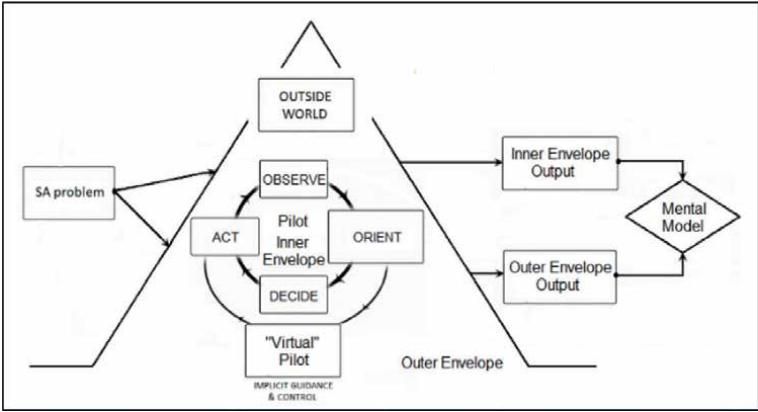 OUTSIDE
WORLD
SA problem
OBSERVE
Pilot
Inner
Envelope
ACT
ORIENT
DECIDE
"Virtual"
Pilot
IMPLICIT GUIDANCE
& CONTROL
Outer Envelope
Inner Envelope
Output
Outer Envelope
Output
Mental
Model